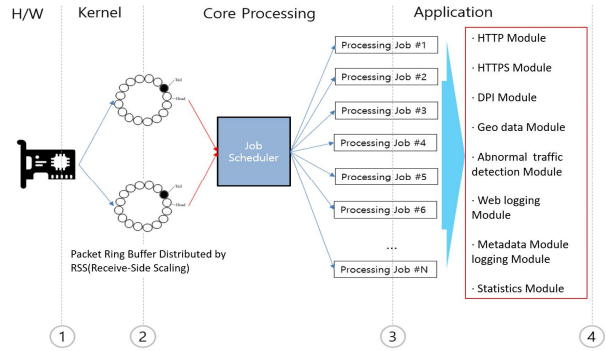 H/W
Kernel
Core Processing
Application
Tail
Head
Tail
Head
Packet Ring Buffer Distributed by
RSS(Receive-Side Scaling)
Job
Scheduler
Processing Job #1
Processing Job #2
Processing Job #3
Processing Job #4
Processing Job #5
Processing Job #6
...
Processing Job #N
· HTTP Module
· HTTPS Module
· DPI Module
· Geo data Module
· Abnormal traffic
detection Module
· Web logging
Module
· Metadata Module
logging Module
· Statistics Module
1
2
3
4